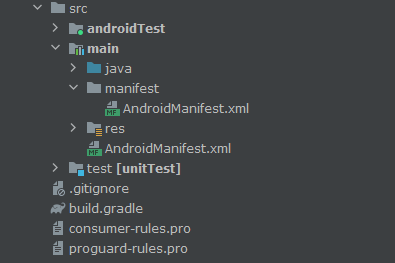 src
androidTest
main
java
manifest
AndroidManifest.xml
res
AndroidManifest.xml
test [unitTest]
.gitignore
build.gradle
consumer-rules.pro
proguard-rules.pro